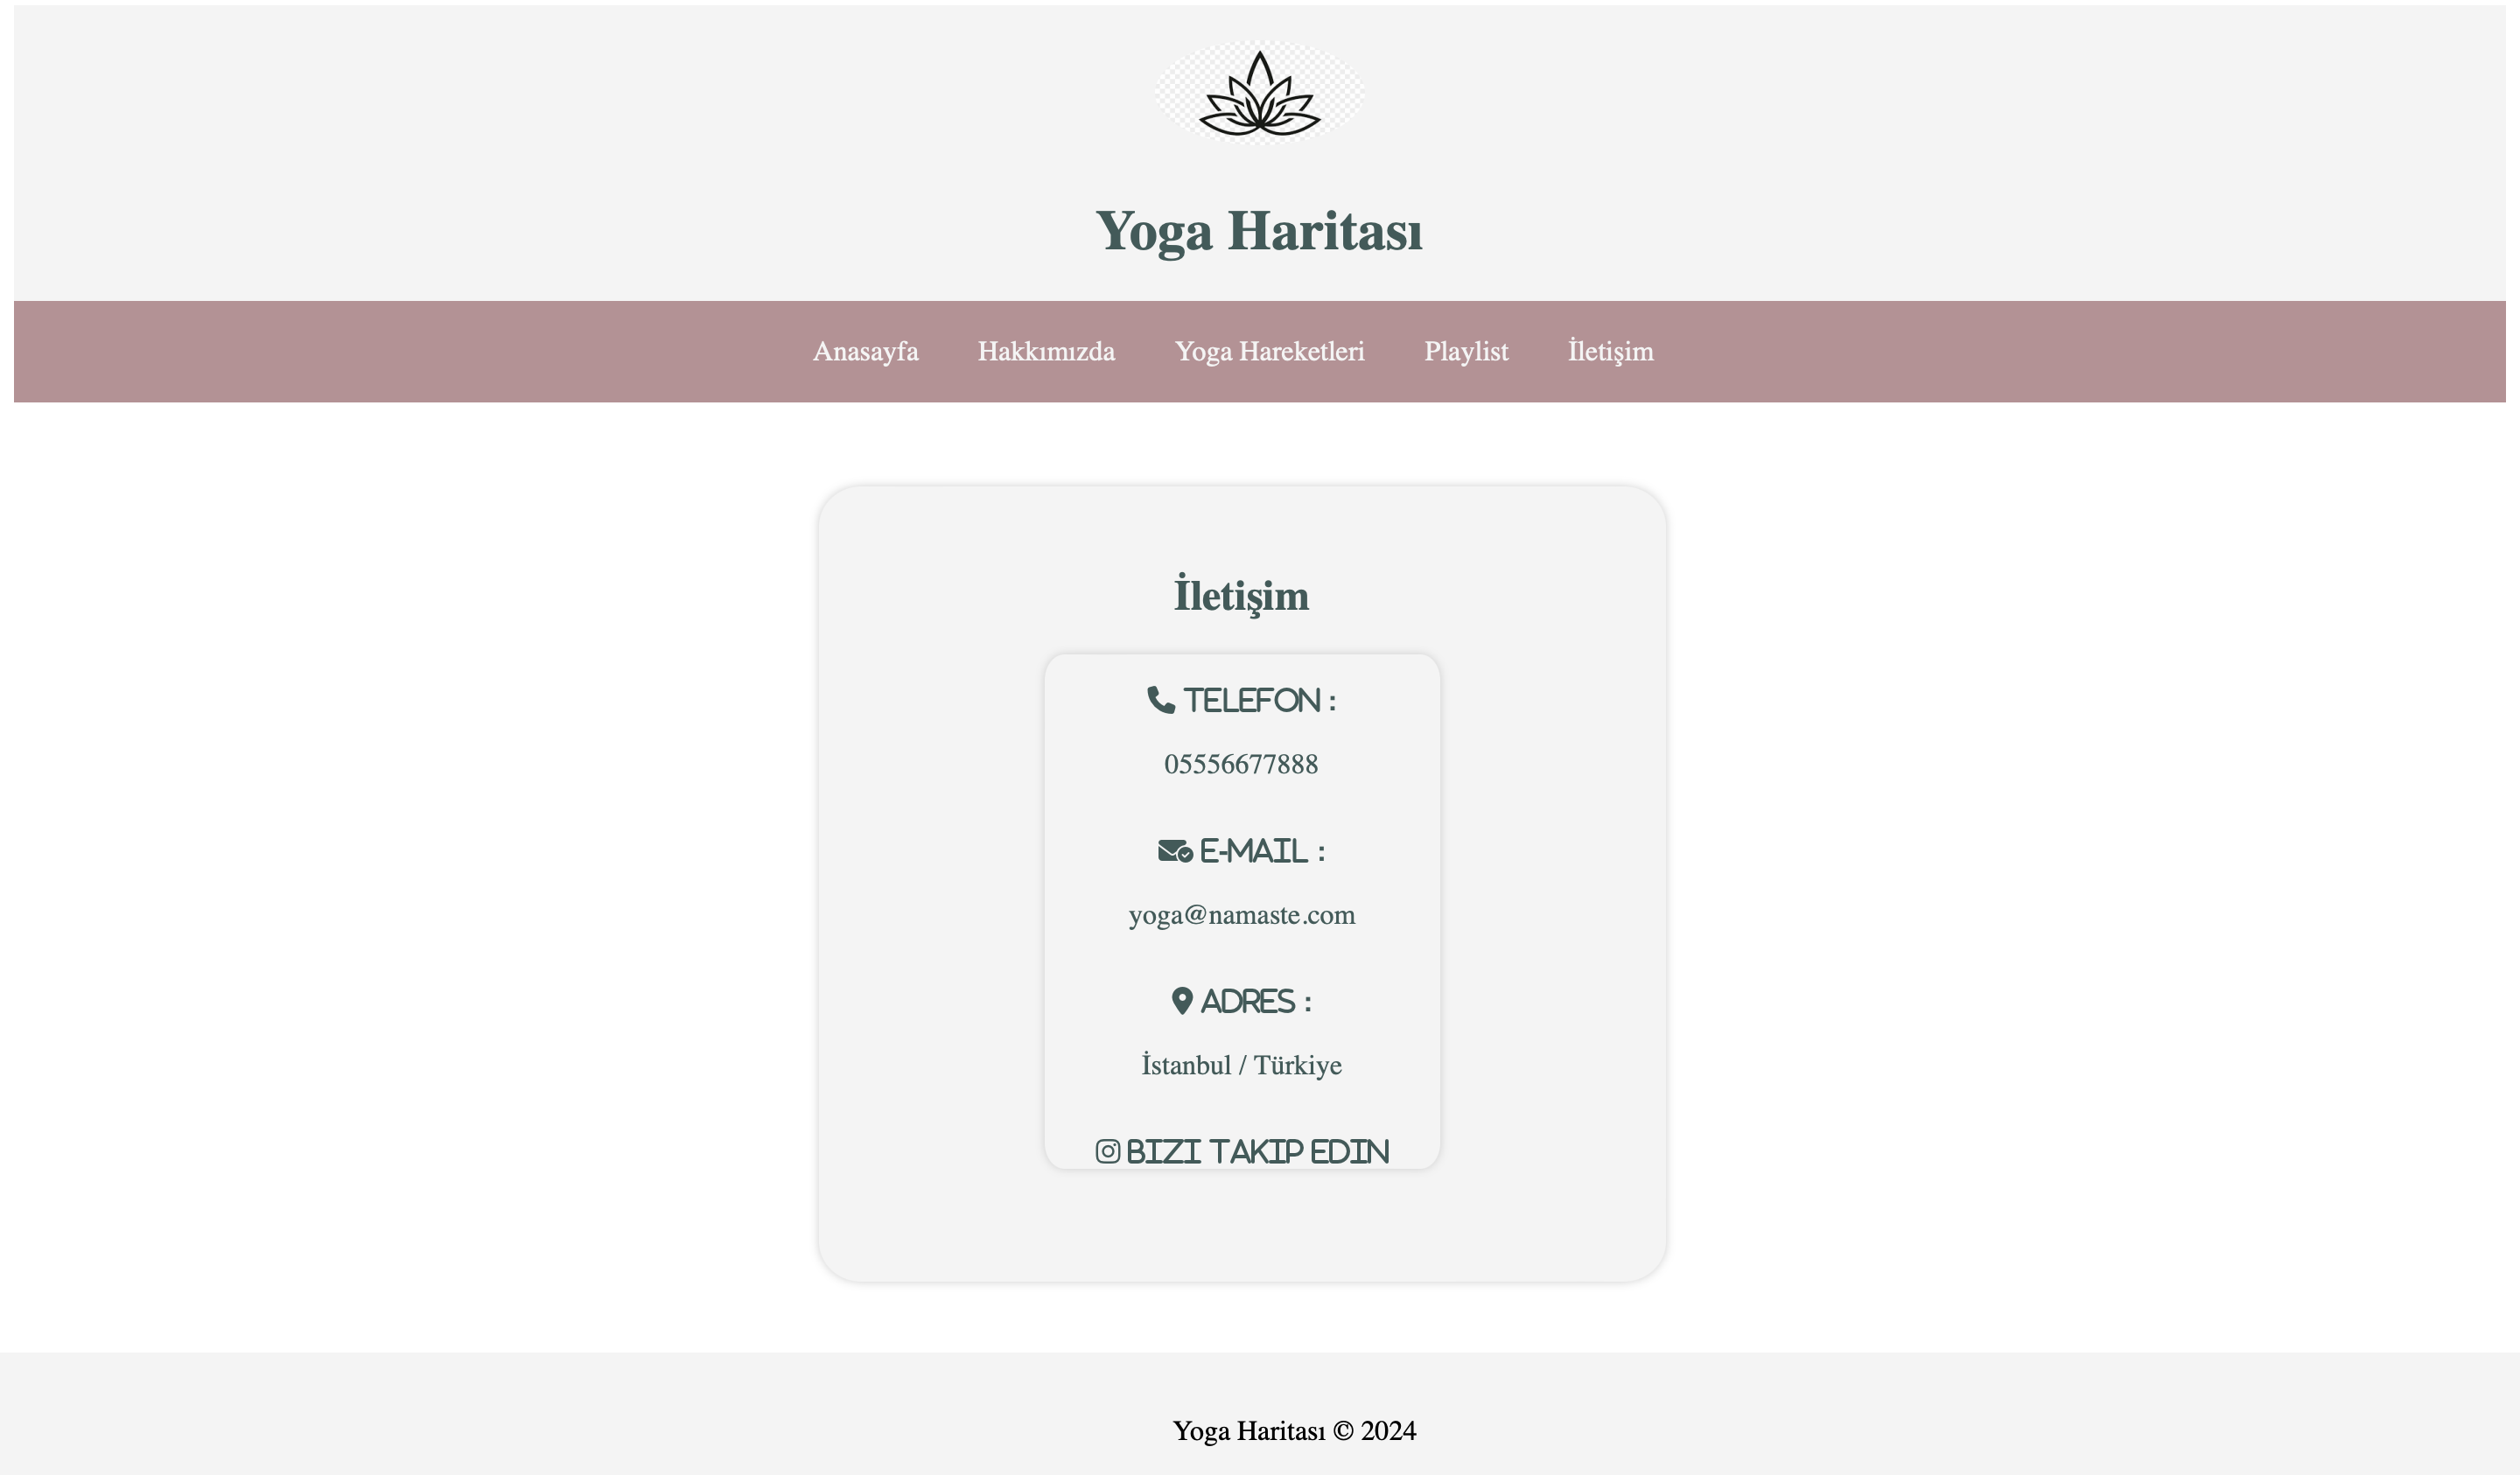 Yoga Haritası
Anasayfa Hakkımızda Yoga Hareketleri Playlist İletişim
İletişim
TELEFON :
05556677888
E-MAIL :
yoga@namaste.com
ADRES :
İstanbul / Türkiye
BIZI TAKIP EDIN
Yoga Haritası © 2024